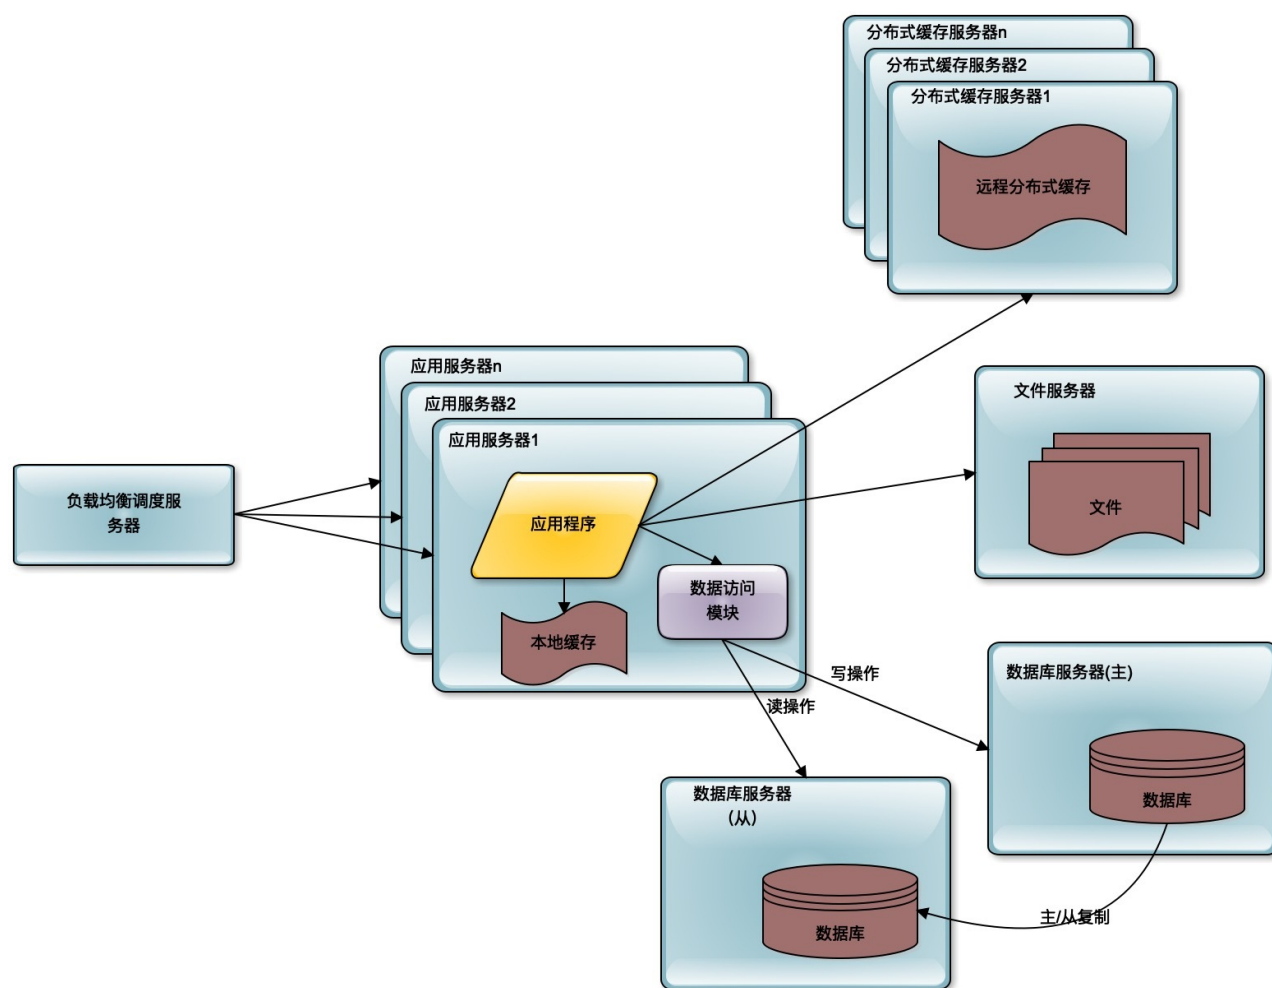 分布式缓存服务器n
分布式缓存服务器2
分布式缓存服务器1
远程分布式缓存
应用服务器n
应用服务器2
应用服务器1
文件服务器
负载均衡调度服
务器
应用程序
文件
数据访问
模块
本地缓存
写操作
数据库服务器(主)
读操作
数据库服务器
(从)
数据库
主/从复制
数据库